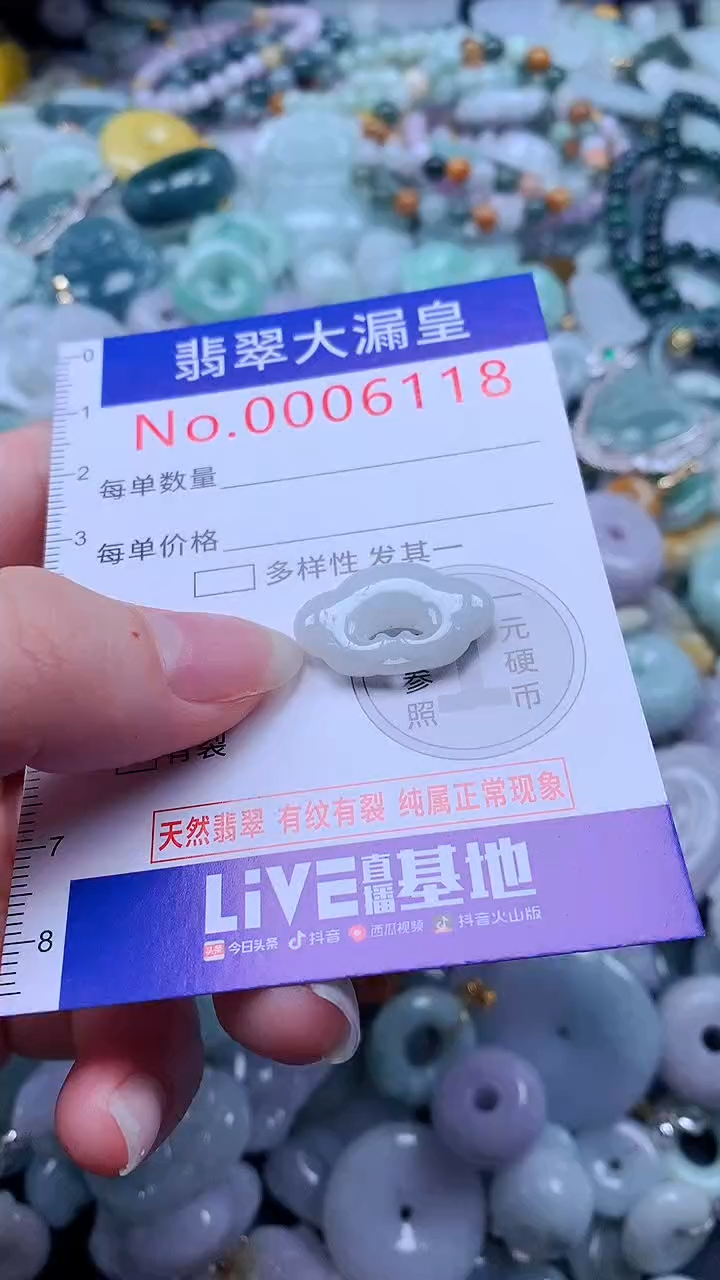 翡翠大漏皇
No.0006118
0
1
2
3
7
8
每单数量
每单价格
多样性 发其一
一元硬币
参照
有裂
天然翡翠 有纹有裂 纯属正常现象
LiVE直播基地
头条 今日头条 抖音 西瓜视频 抖音火山版